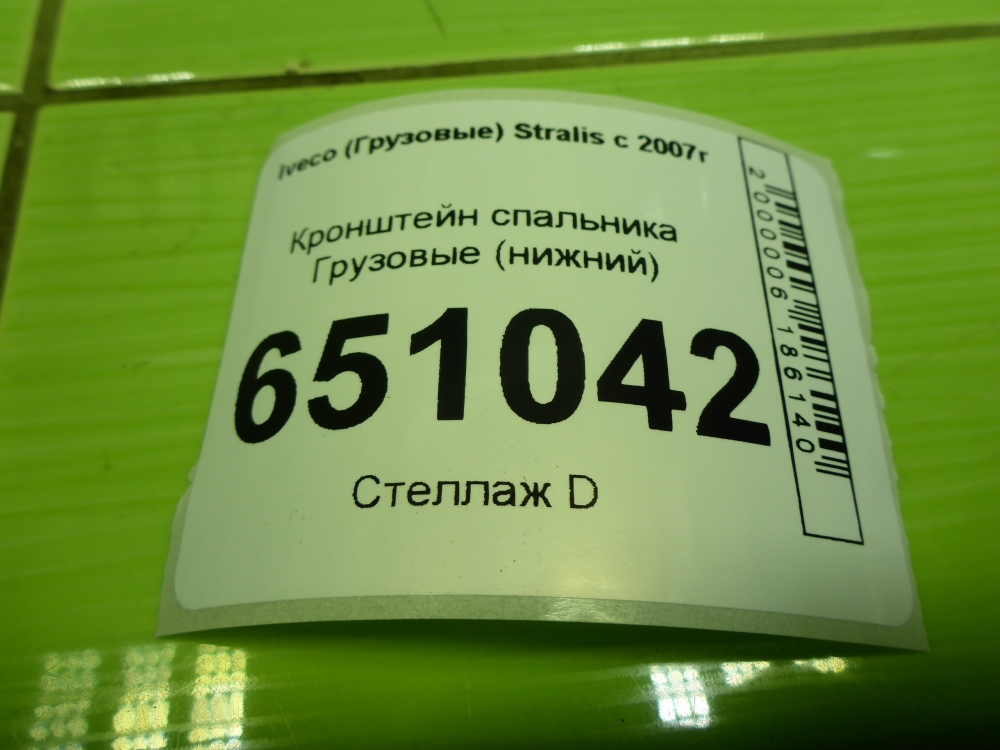 Iveco (Грузовые) Stralis с 2007г
Кронштейн спальника
Грузовые (нижний)
651042
Стеллаж D
2000006186140